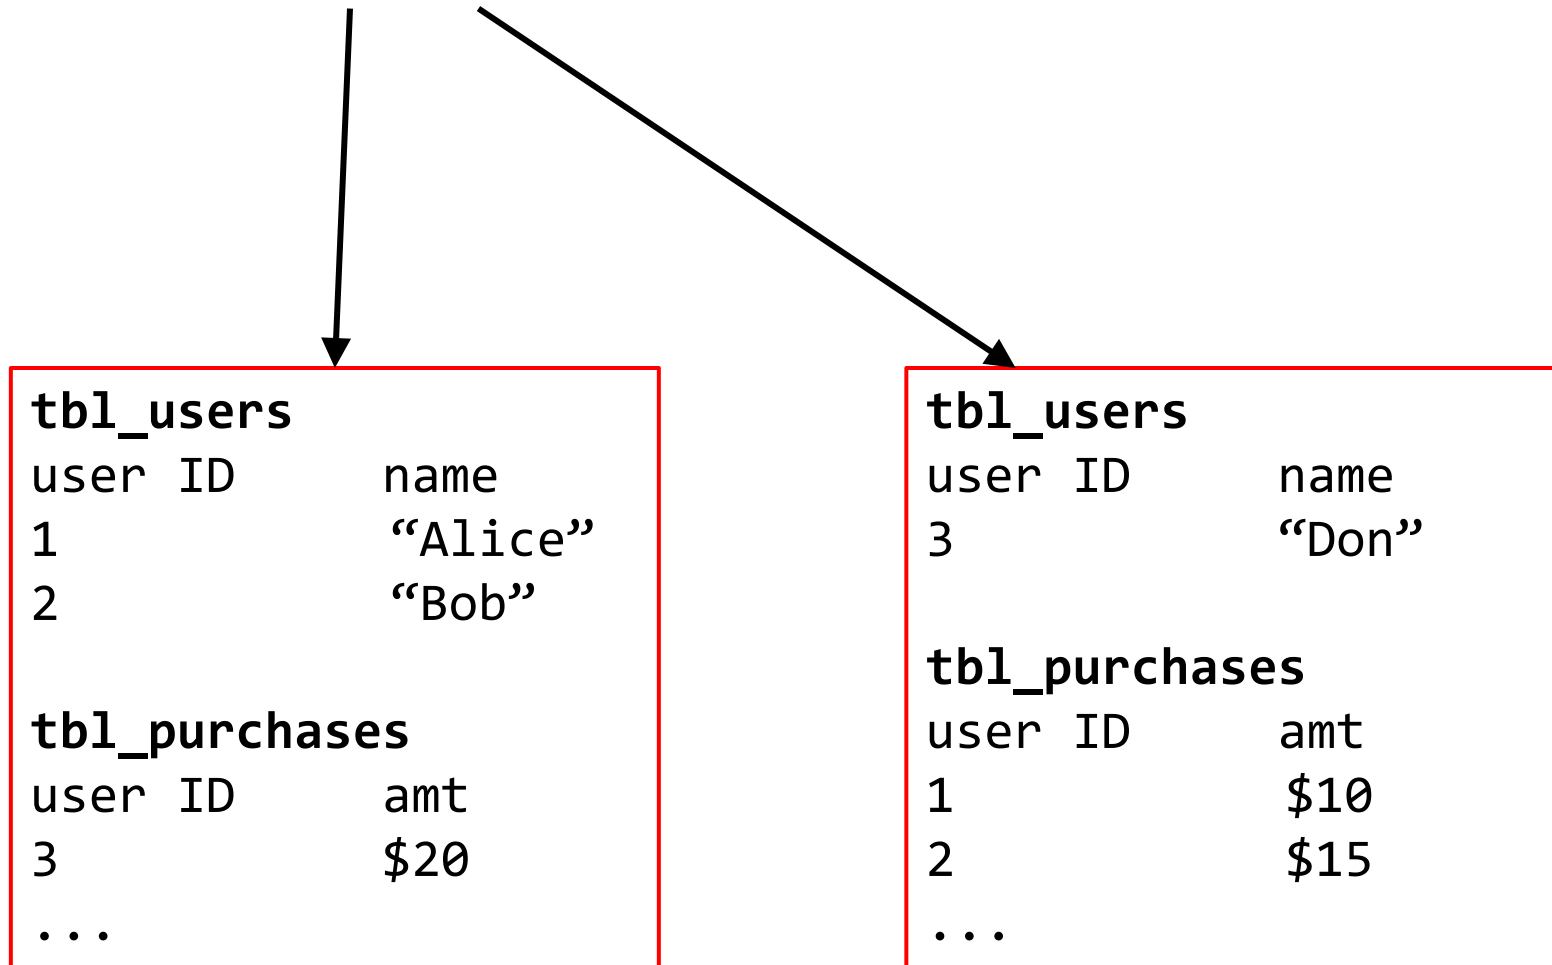 tbl_users
user ID name
1 “Alice”
2 “Bob”
tbl_purchases
user ID amt
3 $20
...
tbl_users
user ID name
3 “Don”
tbl_purchases
user ID amt
1 $10
2 $15
...